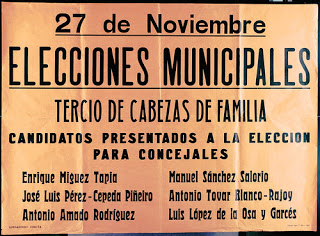 27 de Noviembre
ELECCIONES MUNICIPALES
TERCIO DE CABEZAS DE FAMILIA
CANDIDATOS PRESENTADOS A LA ELECCION
PARA CONCEJALES
Enrique Míguez Tapia
José Luis Pérez-Cepeda Piñeiro
Antonio Amado Rodríguez
Manuel Sánchez Salorio
Antonio Tovar Blanco-Rajoy
Luis López de la Osa y Garcés